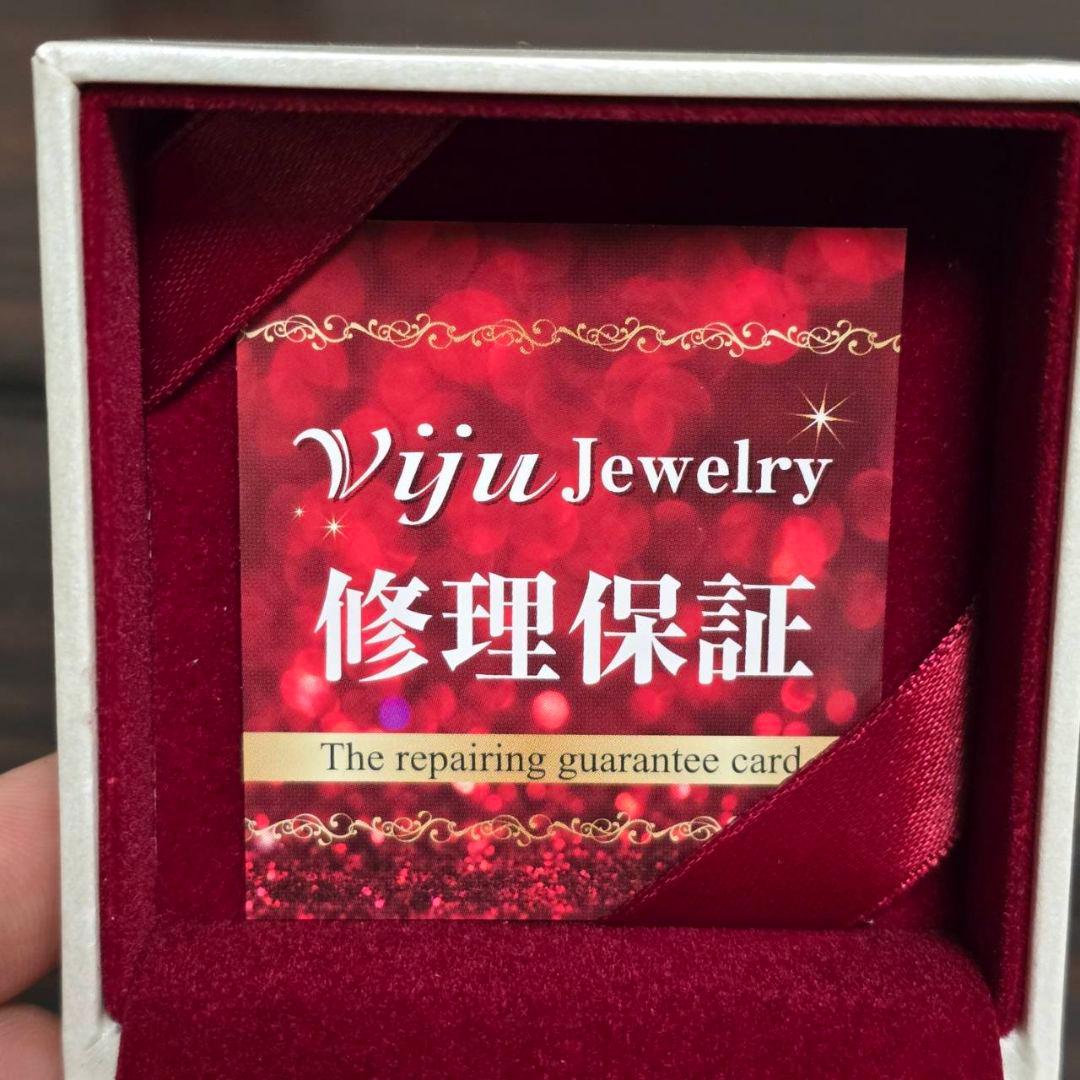 Viju Jewelry
修理保証
The repairing guarantee card